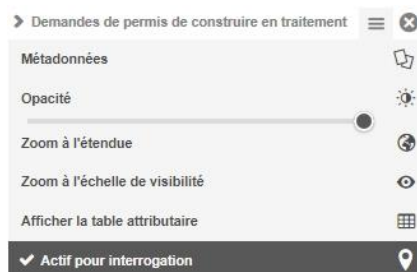 Demandes de permis de construire en traitement
Métadonnées
Opacité
Zoom à l'étendue
Zoom à l'échelle de visibilité
Afficher la table attributaire
Actif pour interrogation